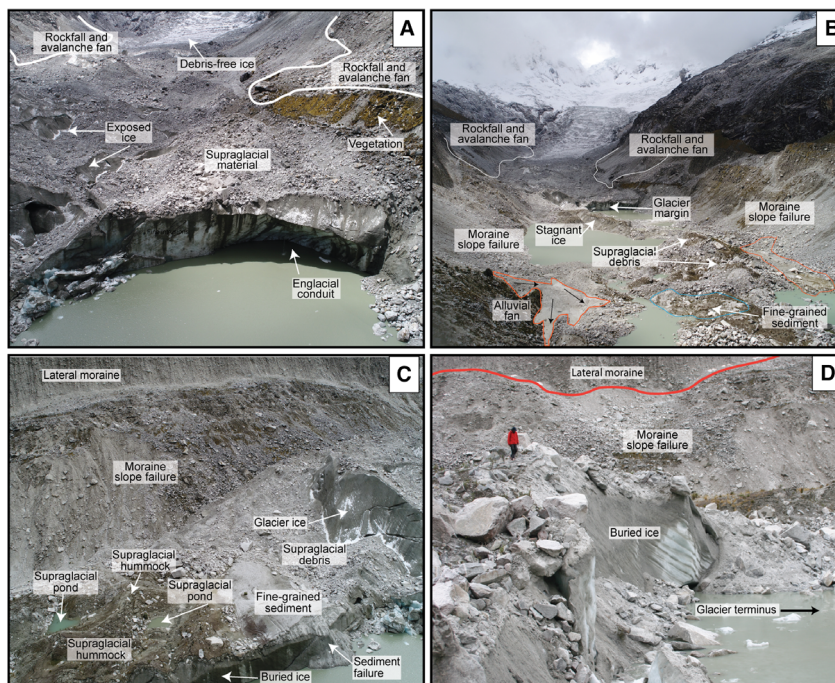 A
Rockfall and
avalanche fan
Debris-free ice
Rockfall and
avalanche fan
Exposed
ice
Vegetation
Supraglacial
material
Englacial
conduit
B
Rockfall and
avalanche fan
Rockfall and
avalanche fan
Glacier
margin
Moraine
slope failure
Stagnant
ice
Moraine
slope failure
Supraglacial
debris
Alluvial
fan
Fine-grained
sediment
C
Lateral moraine
Moraine
slope failure
Glacier ice
Supraglacial
debris
Supraglacial
hummock
Supraglacial
pond
Supraglacial
pond
Fine-grained
sediment
Supraglacial
hummock
Buried ice
Sediment
failure
D
Lateral moraine
Moraine
slope failure
Buried ice
Glacier terminus